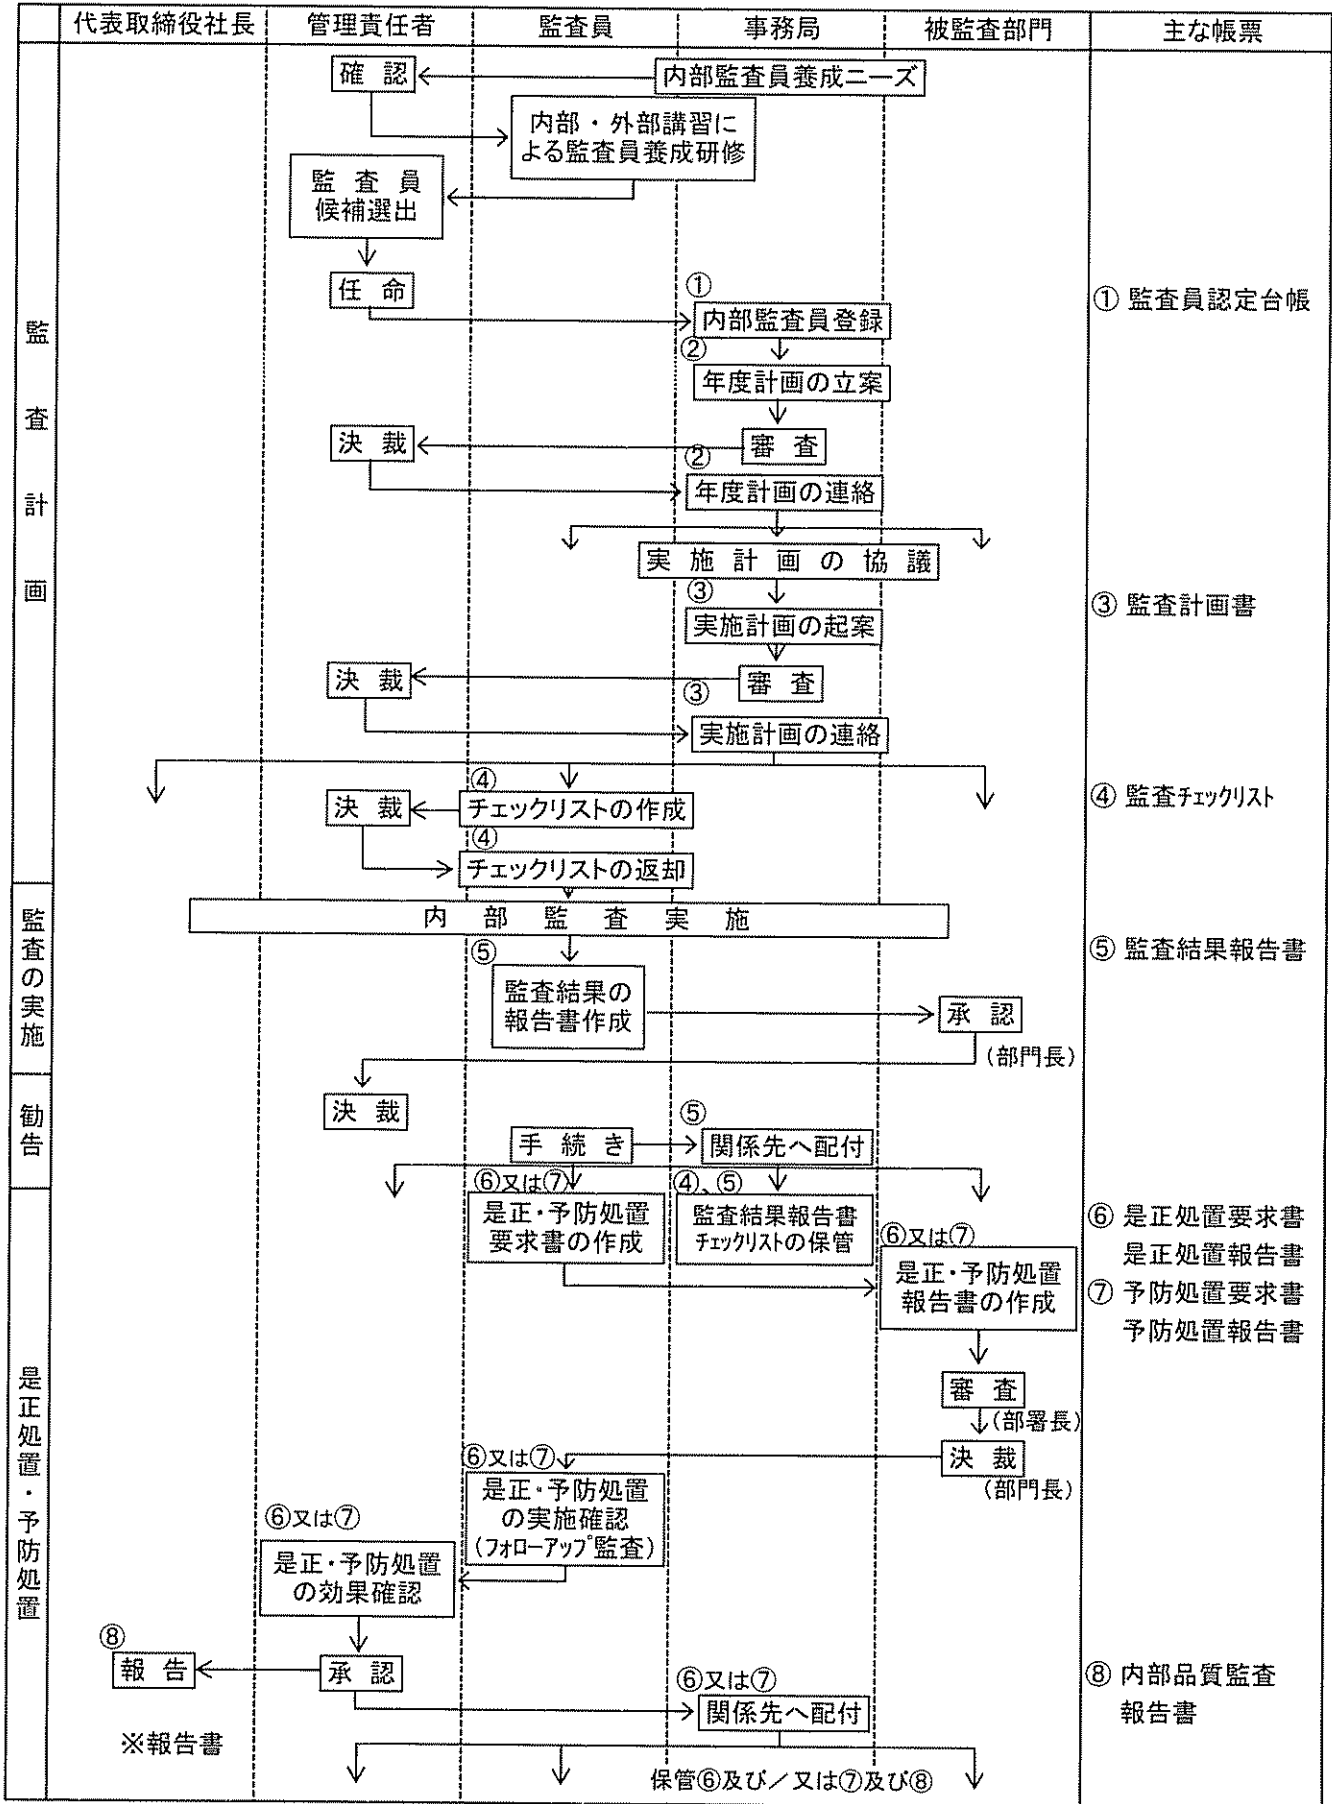 代表取締役社長 管理責任者 監査員 事務局 被監査部門 主な帳票
監査計画
確認
内部監査員養成ニーズ
内部・外部講習に
よる監査員養成研修
監査員
候補選出
任命
①
内部監査員登録
① 監査員認定台帳
②
年度計画の立案
決裁
審査
②
年度計画の連絡
実施計画の協議
③
実施計画の起案
③ 監査計画書
決裁
審査
③
実施計画の連絡
④
決裁
チェックリストの作成
④ 監査チェックリスト
④
チェックリストの返却
監査の実施
内部監査実施
⑤
監査結果の
報告書作成
⑤ 監査結果報告書
承認
(部門長)
勧告
決裁
手続き
⑤
関係先へ配付
⑥又は⑦
是正・予防処置
要求書の作成
④、⑤
監査結果報告書
チェックリストの保管
⑥又は⑦
是正・予防処置
報告書の作成
⑥ 是正処置要求書
是正処置報告書
⑦ 予防処置要求書
予防処置報告書
是正処置・予防処置
審査
(部署長)
決裁
(部門長)
⑥又は⑦
是正・予防処置
の実施確認
(フォローアップ監査)
⑥又は⑦
是正・予防処置
の効果確認
⑧
報告
承認
⑥又は⑦
関係先へ配付
⑧ 内部品質監査
報告書
※報告書
保管⑥及び/又は⑦及び⑧